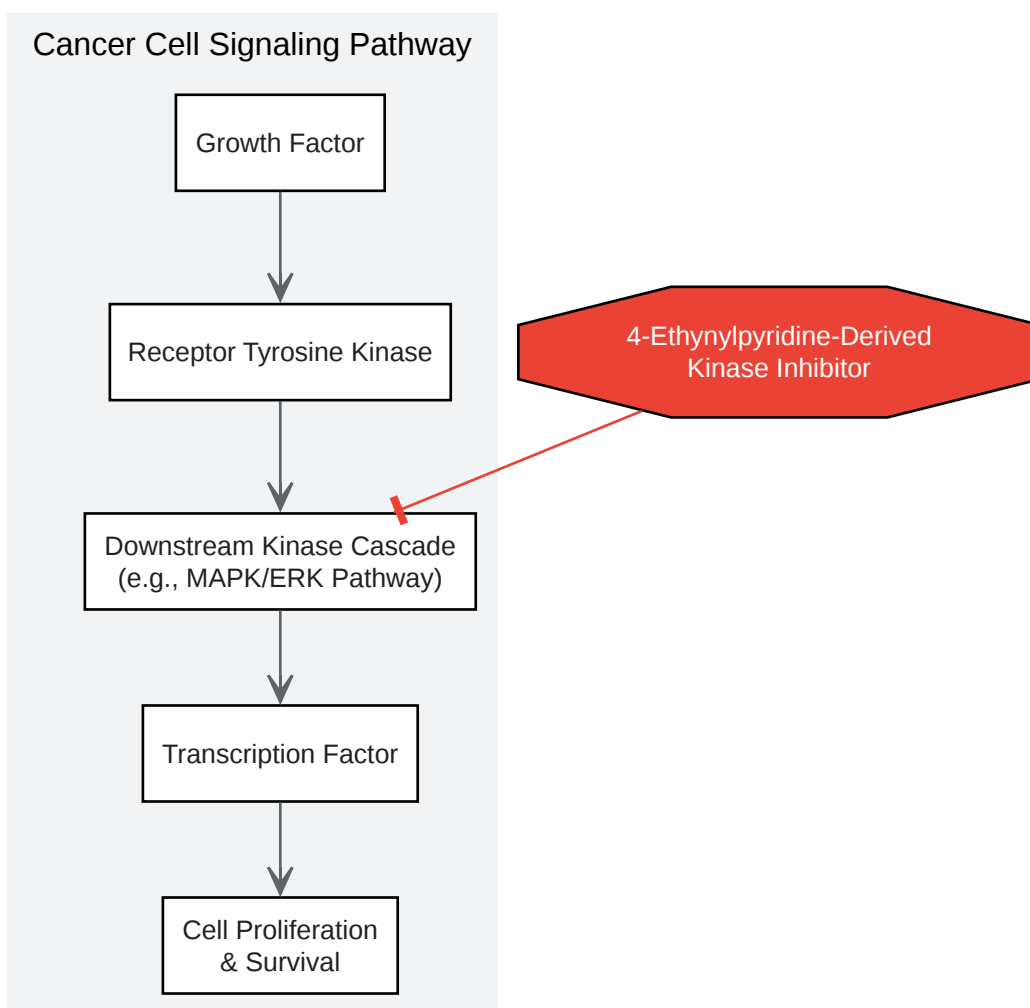 Cancer Cell Signaling Pathway
Growth Factor
Receptor Tyrosine Kinase
4-Ethynylpyridine-Derived
Kinase Inhibitor
Downstream Kinase Cascade
(e.g., MAPK/ERK Pathway)
Transcription Factor
Cell Proliferation
& Survival